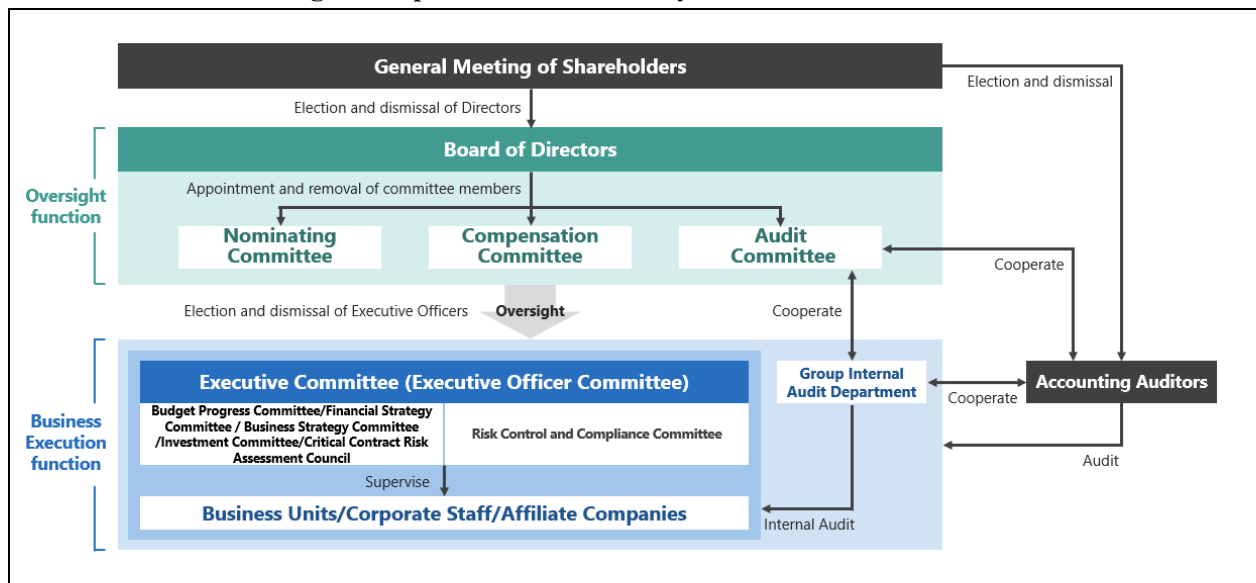 General Meeting of Shareholders
Election and dismissal of Directors
Election and dismissal
Board of Directors
Oversight
function
Appointment and removal of committee members
Nominating
Committee
Compensation
Committee
Audit
Committee
Cooperate
Election and dismissal of Executive Officers
Oversight
Cooperate
Business
Execution
function
Executive Committee (Executive Officer Committee)
Budget Progress Committee/Financial Strategy
Committee / Business Strategy Committee
/Investment Committee/Critical Contract Risk
Assessment Council
Risk Control and Compliance Committee
Group Internal
Audit Department
Cooperate
Accounting Auditors
Audit
Supervise
Business Units/Corporate Staff/Affiliate Companies
Internal Audit